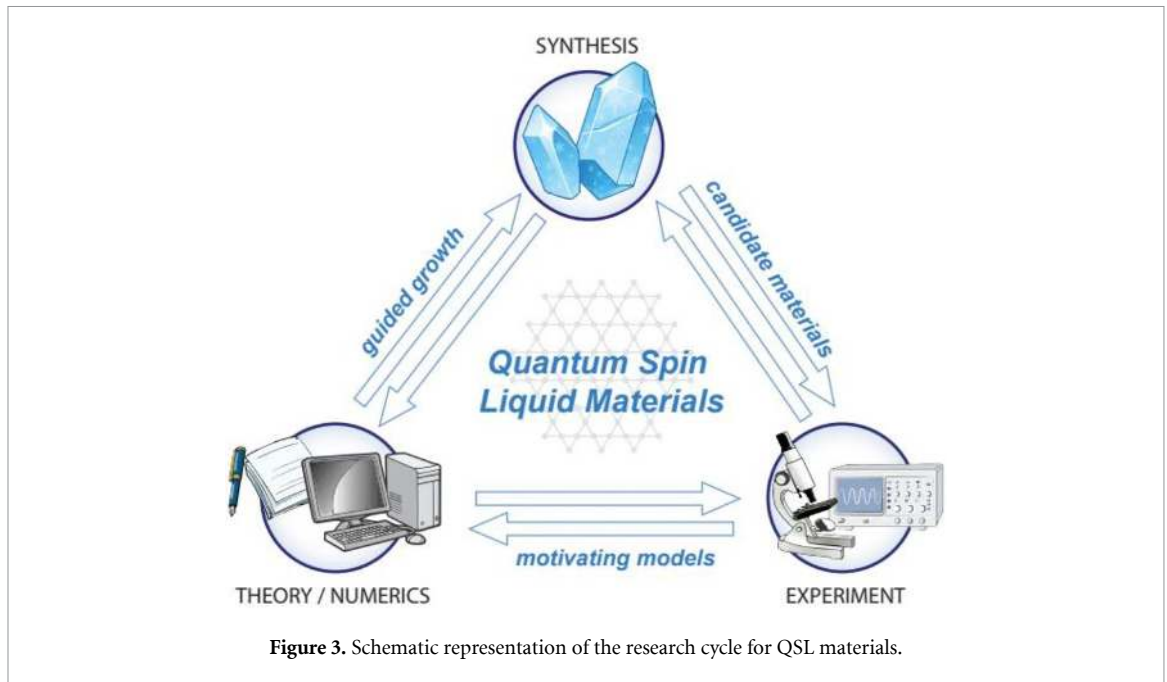 SYNTHESIS
guided growth
candidate materials
Quantum Spin
Liquid Materials
motivating models
THEORY / NUMERICS
EXPERIMENT
Figure 3. Schematic representation of the research cycle for QSL materials.